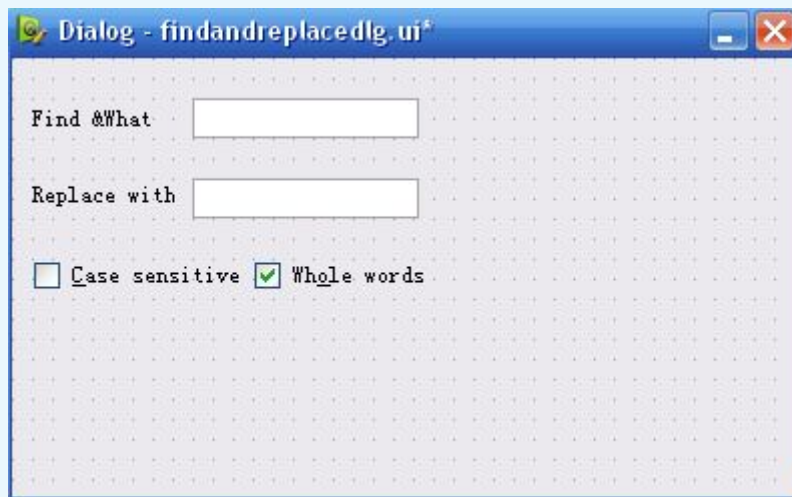 Dialog - findandreplacedlg.ui*
Find &What
Replace with
Case sensitive Whole words